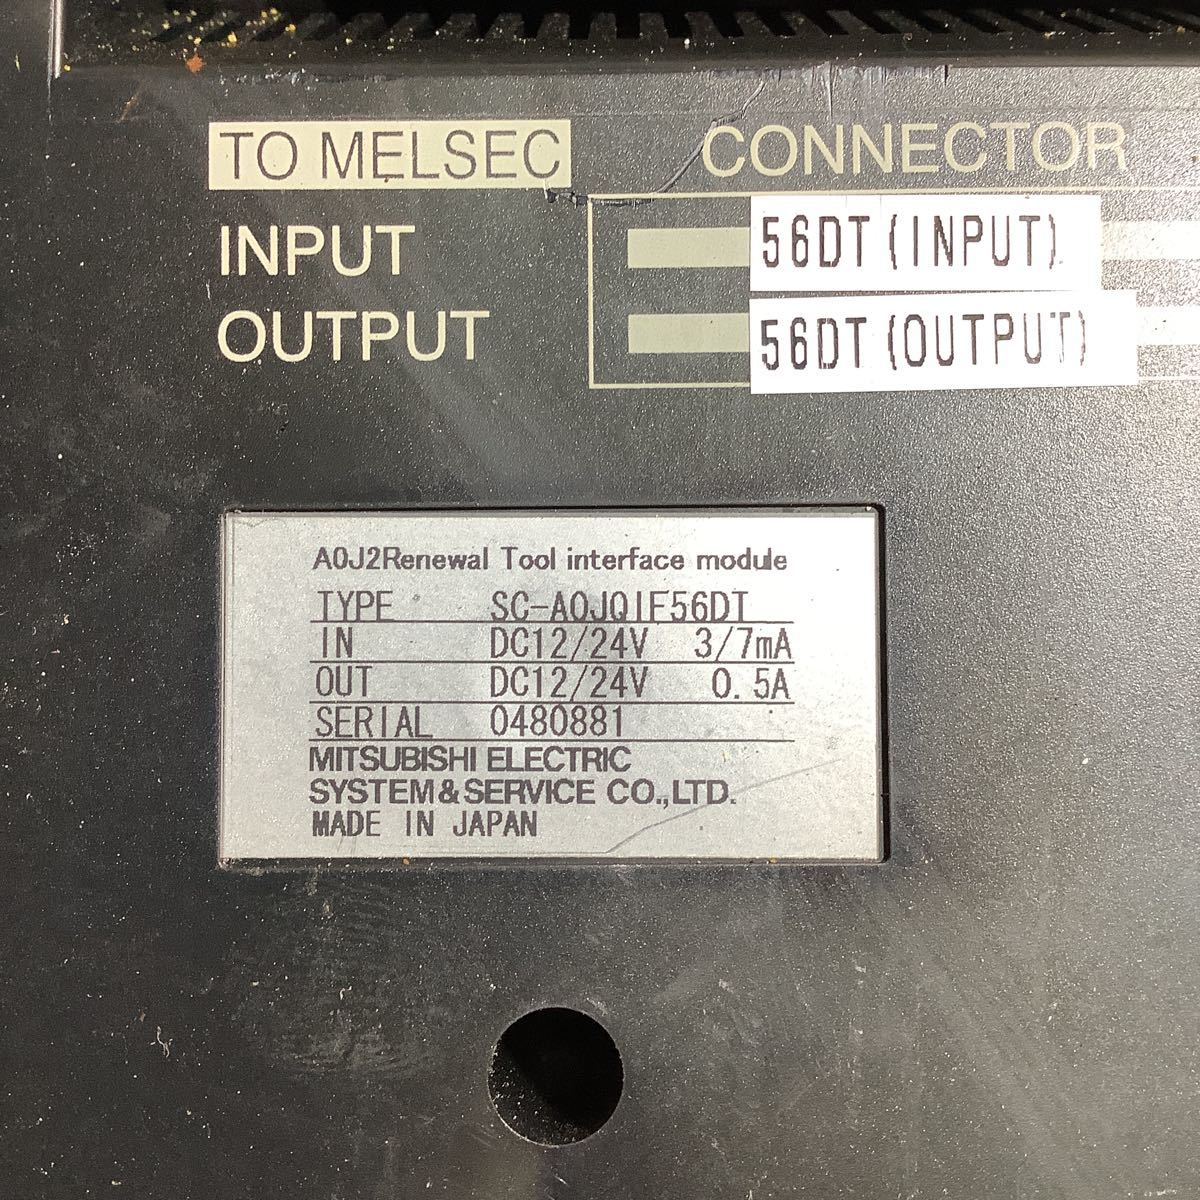 TO MELSEC CONNECTOR
INPUT 56DT (INPUT)
OUTPUT 56DT (OUTPUT)
A0J2Renewal Tool interface module
TYPE SC-A0JQIF56DT
IN DC12/24V 3/7mA
OUT DC12/24V 0.5A
SERIAL 0480881
MITSUBISHI ELECTRIC
SYSTEM&SERVICE CO.,LTD.
MADE IN JAPAN